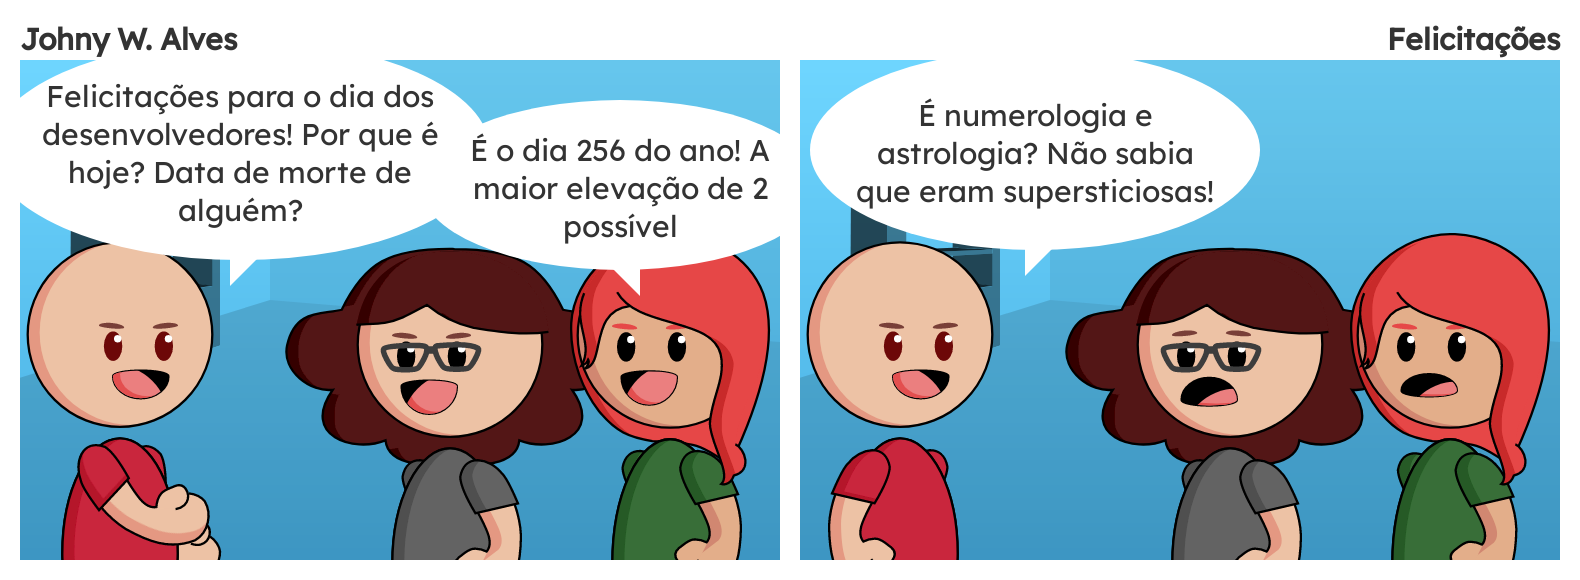 Johny W. Alves
Felicitações
Felicitações para o dia dos
desenvolvedores! Por que é
hoje? Data de morte de
alguém?
É o dia 256 do ano! A
maior elevação de 2
possível
É numerologia e
astrologia? Não sabia
que eram supersticiosas!